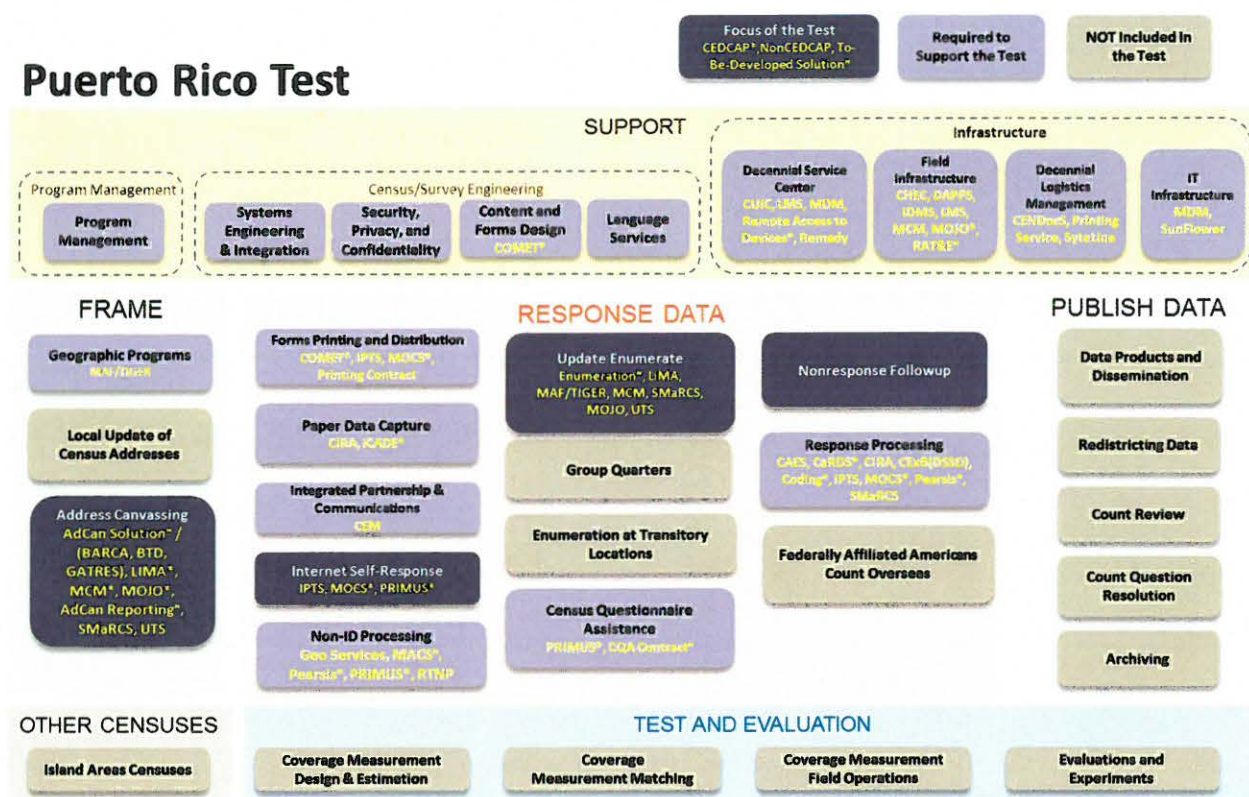 Puerto Rico Test
Focus of the Test
CEDCAP*,NonCEDCAP, To-
Be-Developed Solution^
Required to
Support the Test
NOT Included in
the Test
SUPPORT
Program Management
Program
Management
Census/Survey Engineering
Systems
Engineering
& Integration
Security,
Privacy, and
Confidentiality
Content and
Forms Design
COMET*
Language
Services
Infrastructure
Decennial Service
Center
CUIC, LMS, MDM,
Remote Access to
Devices^, Remedy
Field
Infrastructure
CHEC, DAPPS,
IDMS, LMS,
MCM, MOJO*,
Decennial
Logistics
Management
CENDocS, Printing
Service, Syteline
IT
Infrastructure
MDM,
SunFlower
FRAME
Geographic Programs
MAF/TIGER
Local Update of
Census Addresses
Address Canvassing
AdCan Solution^ /
(BARCA, BTD,
GATRES), LIMA*,
MCM*, MOJO*,
AdCan Reporting^,
SMaRCS, UTS
RESPONSE DATA
Forms Printing and Distribution
COMET*, IPTS, MOCS*,
Printing Contract
Paper Data Capture
CIRA, iCADE*
Integrated Partnership &
Communications
CEM
Internet Self-Response
IPTS, MOCS*, PRIMUS*
Non-ID Processing
Geo Services, MACS*,
Pearsis^, PRIMUS*, RTNP
Update Enumerate
Enumeration^, LiMA,
MAF/TIGER, MCM, SMaRCS,
MOJO, UTS
Group Quarters
Enumeration at Transitory
Locations
Census Questionnaire
Assistance
PRIMUS*, CQA Contract^
Nonresponse Followup
Response Processing
CAES, CaRDS*, CIRA, CEx6(DSSD),
Coding^, IPTS, MOCS*, Pearsis^,
SMaRCS
Federally Affiliated Americans
Count Overseas
PUBLISH DATA
Data Products and
Dissemination
Redistricting Data
Count Review
Count Question
Resolution
Archiving
OTHER CENSUSES
Island Areas Censuses
TEST AND EVALUATION
Coverage Measurement
Design & Estimation
Coverage
Measurement Matching
Coverage Measurement
Field Operations
Evaluations and
Experiments